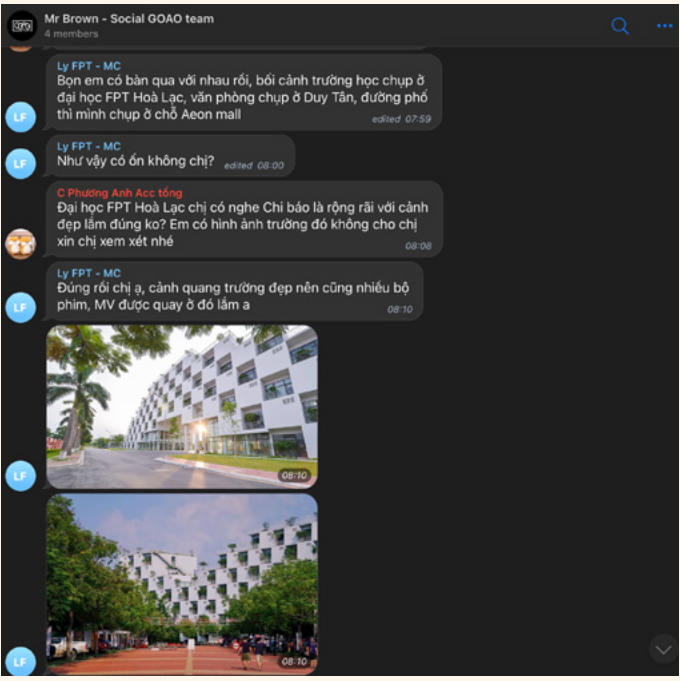 Mr Brown - Social GOAO team
4 members
Ly FPT - MC
Bọn em có bàn qua với nhau rồi, bối cảnh trường học chụp ở
đại học FPT Hoà Lạc, văn phòng chụp ở Duy Tân, đường phố
thì mình chụp ở chỗ Aeon mall
edited 07:59
LF
Ly FPT - MC
Như vậy có ổn không chị?
edited 08:00
LF
C Phương Anh Acc tổng
Đại học FPT Hoà Lạc chị có nghe Chi báo là rộng rãi với cảnh
đẹp lắm đúng ko? Em có hình ảnh trường đó không cho chị
xin chị xem xét nhé
08:08
Ly FPT - MC
Đúng rồi chị ạ, cảnh quang trường đẹp nên cũng nhiều bộ
phim, MV được quay ở đó lắm a
08:10
LF
08:10
LF
08:10
LF